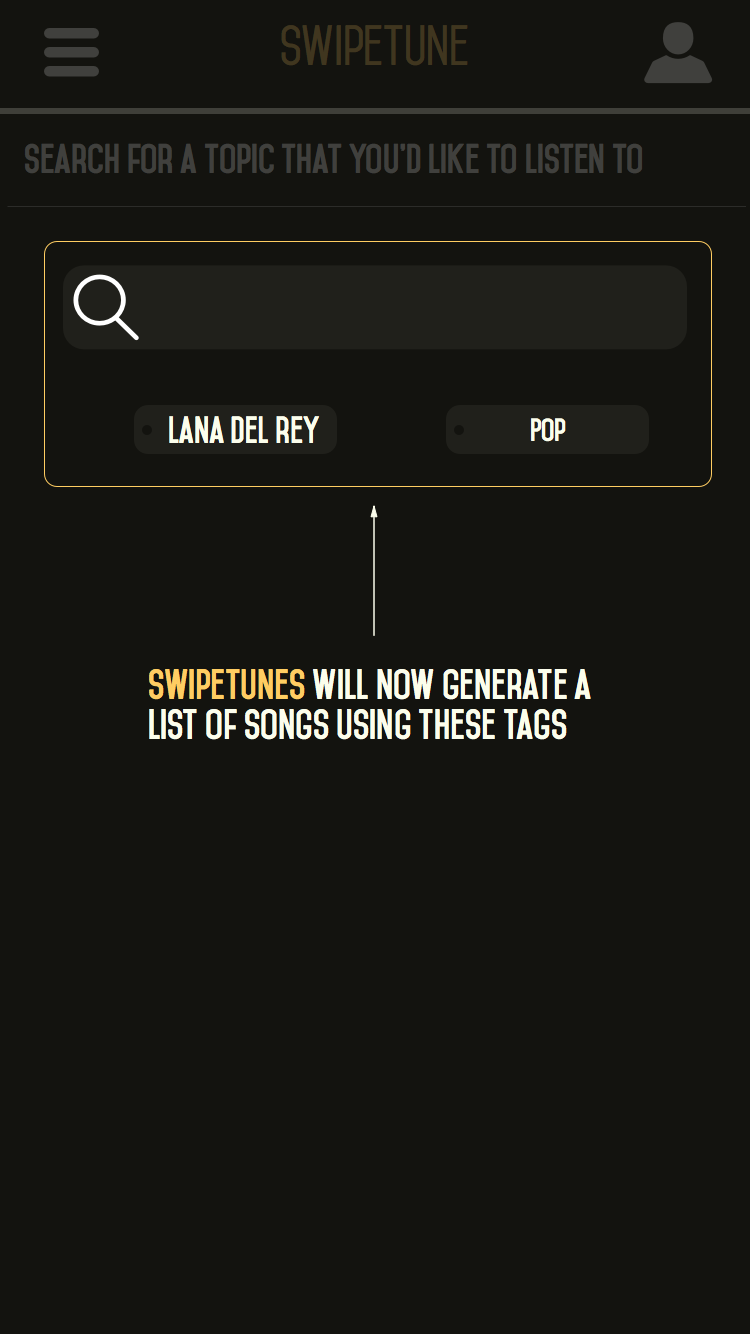 SWIPETUNE
SEARCH FOR A TOPIC THAT YOU'D LIKE TO LISTEN TO
LANA DEL REY
POP
SWIPETUNES WILL NOW GENERATE A
LIST OF SONGS USING THESE TAGS